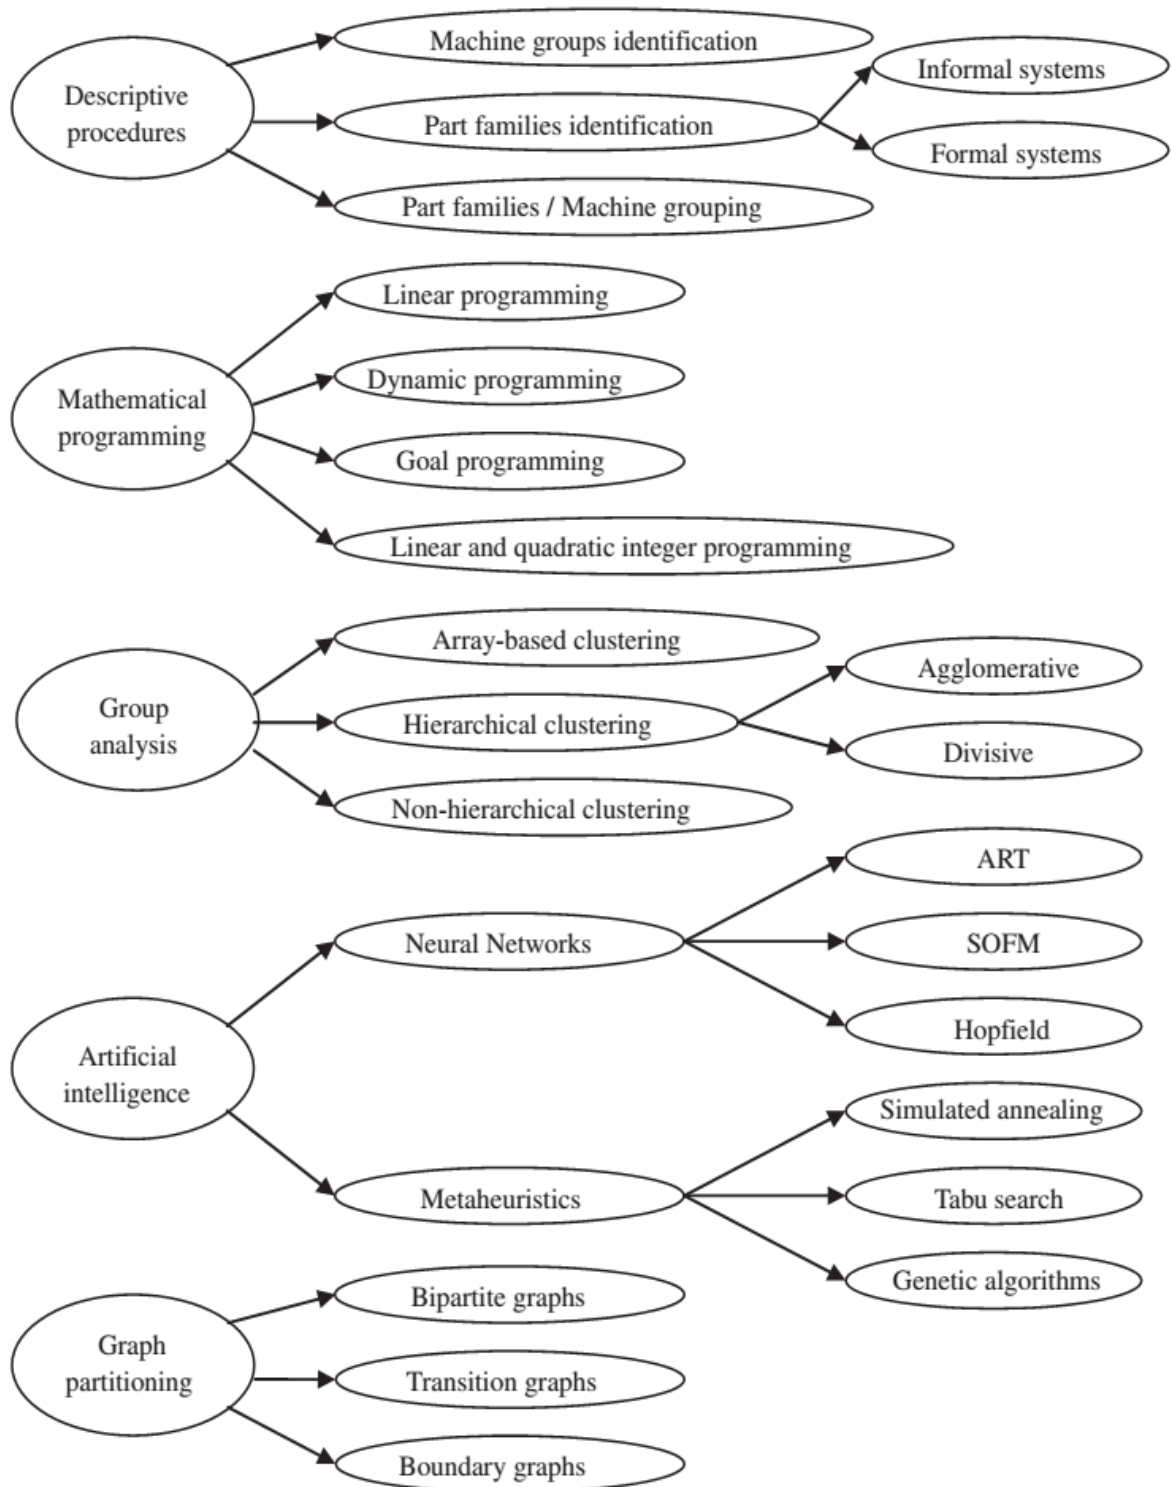 Descriptive
procedures
Machine groups identification
Part families identification
Informal systems
Formal systems
Part families / Machine grouping
Mathematical
programming
Linear programming
Dynamic programming
Goal programming
Linear and quadratic integer programming
Group
analysis
Array-based clustering
Hierarchical clustering
Agglomerative
Divisive
Non-hierarchical clustering
Artificial
intelligence
Neural Networks
ART
SOFM
Hopfield
Metaheuristics
Simulated annealing
Tabu search
Genetic algorithms
Graph
partitioning
Bipartite graphs
Transition graphs
Boundary graphs